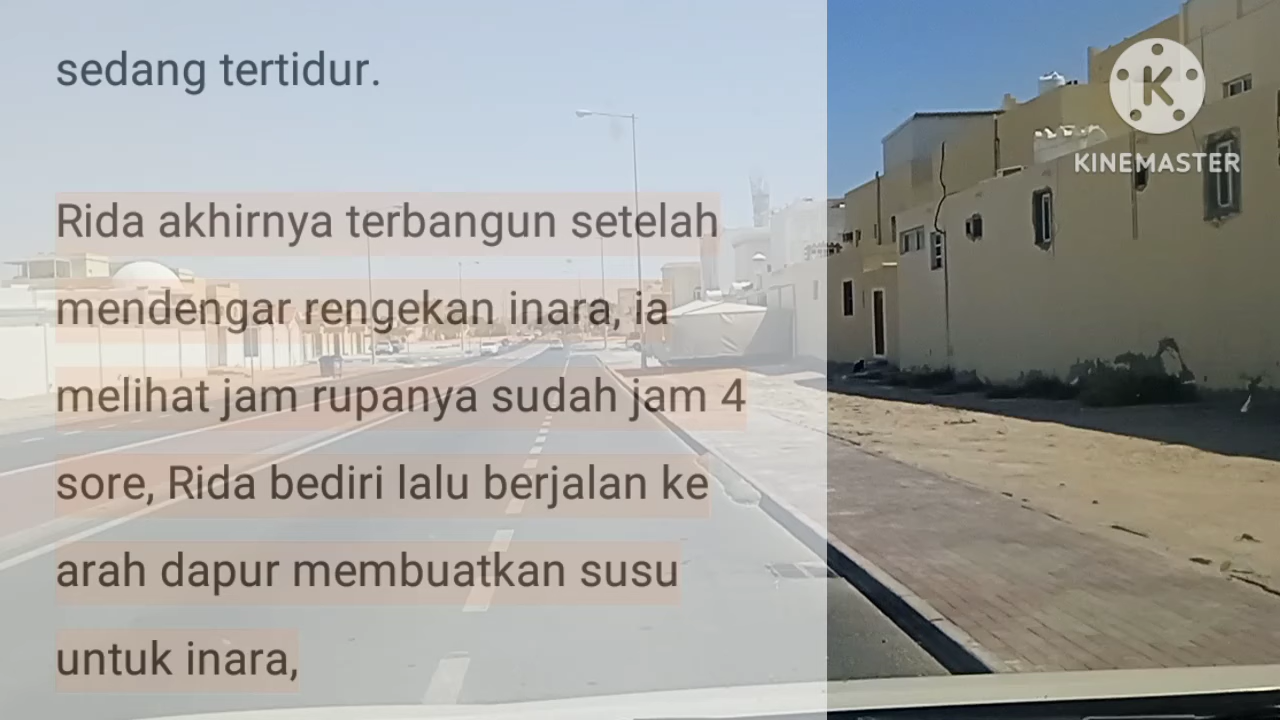 sedang tertidur.
Rida akhirnya terbangun setelah
mendengar rengekan inara, ia
melihat jam rupanya sudah jam 4
sore, Rida bediri lalu berjalan ke
arah dapur membuatkan susu
untuk inara,
K
KINEMASTER